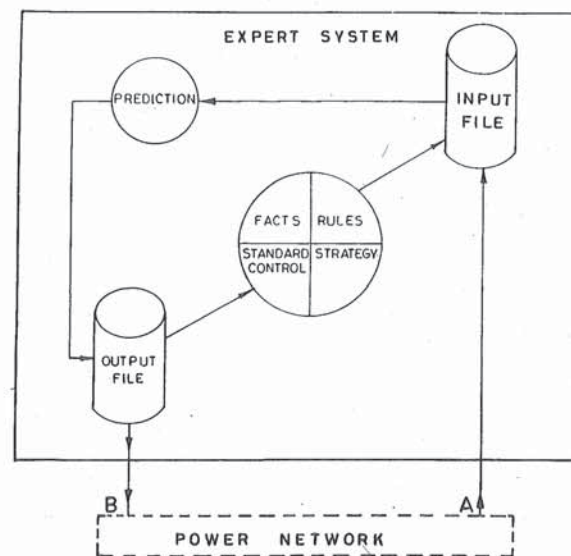 EXPERT SYSTEM
PREDICTION
INPUT
FILE
FACTS RULES
STANDARD STRATEGY
CONTROL
OUTPUT
FILE
B A
POWER NETWORK